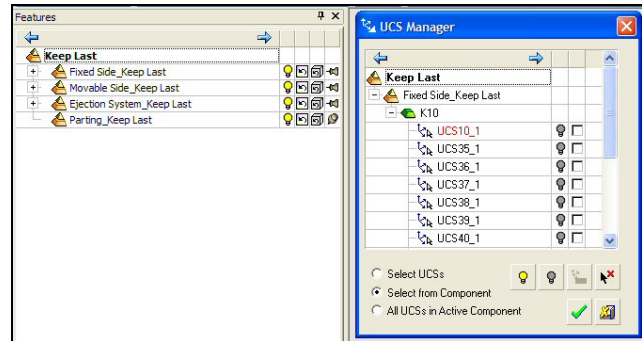 Features
Keep Last
Fixed Side_Keep Last
Movable Side_Keep Last
Ejection System_Keep Last
Parting_Keep Last
UCS Manager
Keep Last
Fixed Side_Keep Last
K10
UCS10_1
UCS35_1
UCS36_1
UCS37_1
UCS38_1
UCS39_1
UCS40_1
Select UCSs
Select from Component
All UCSs in Active Component